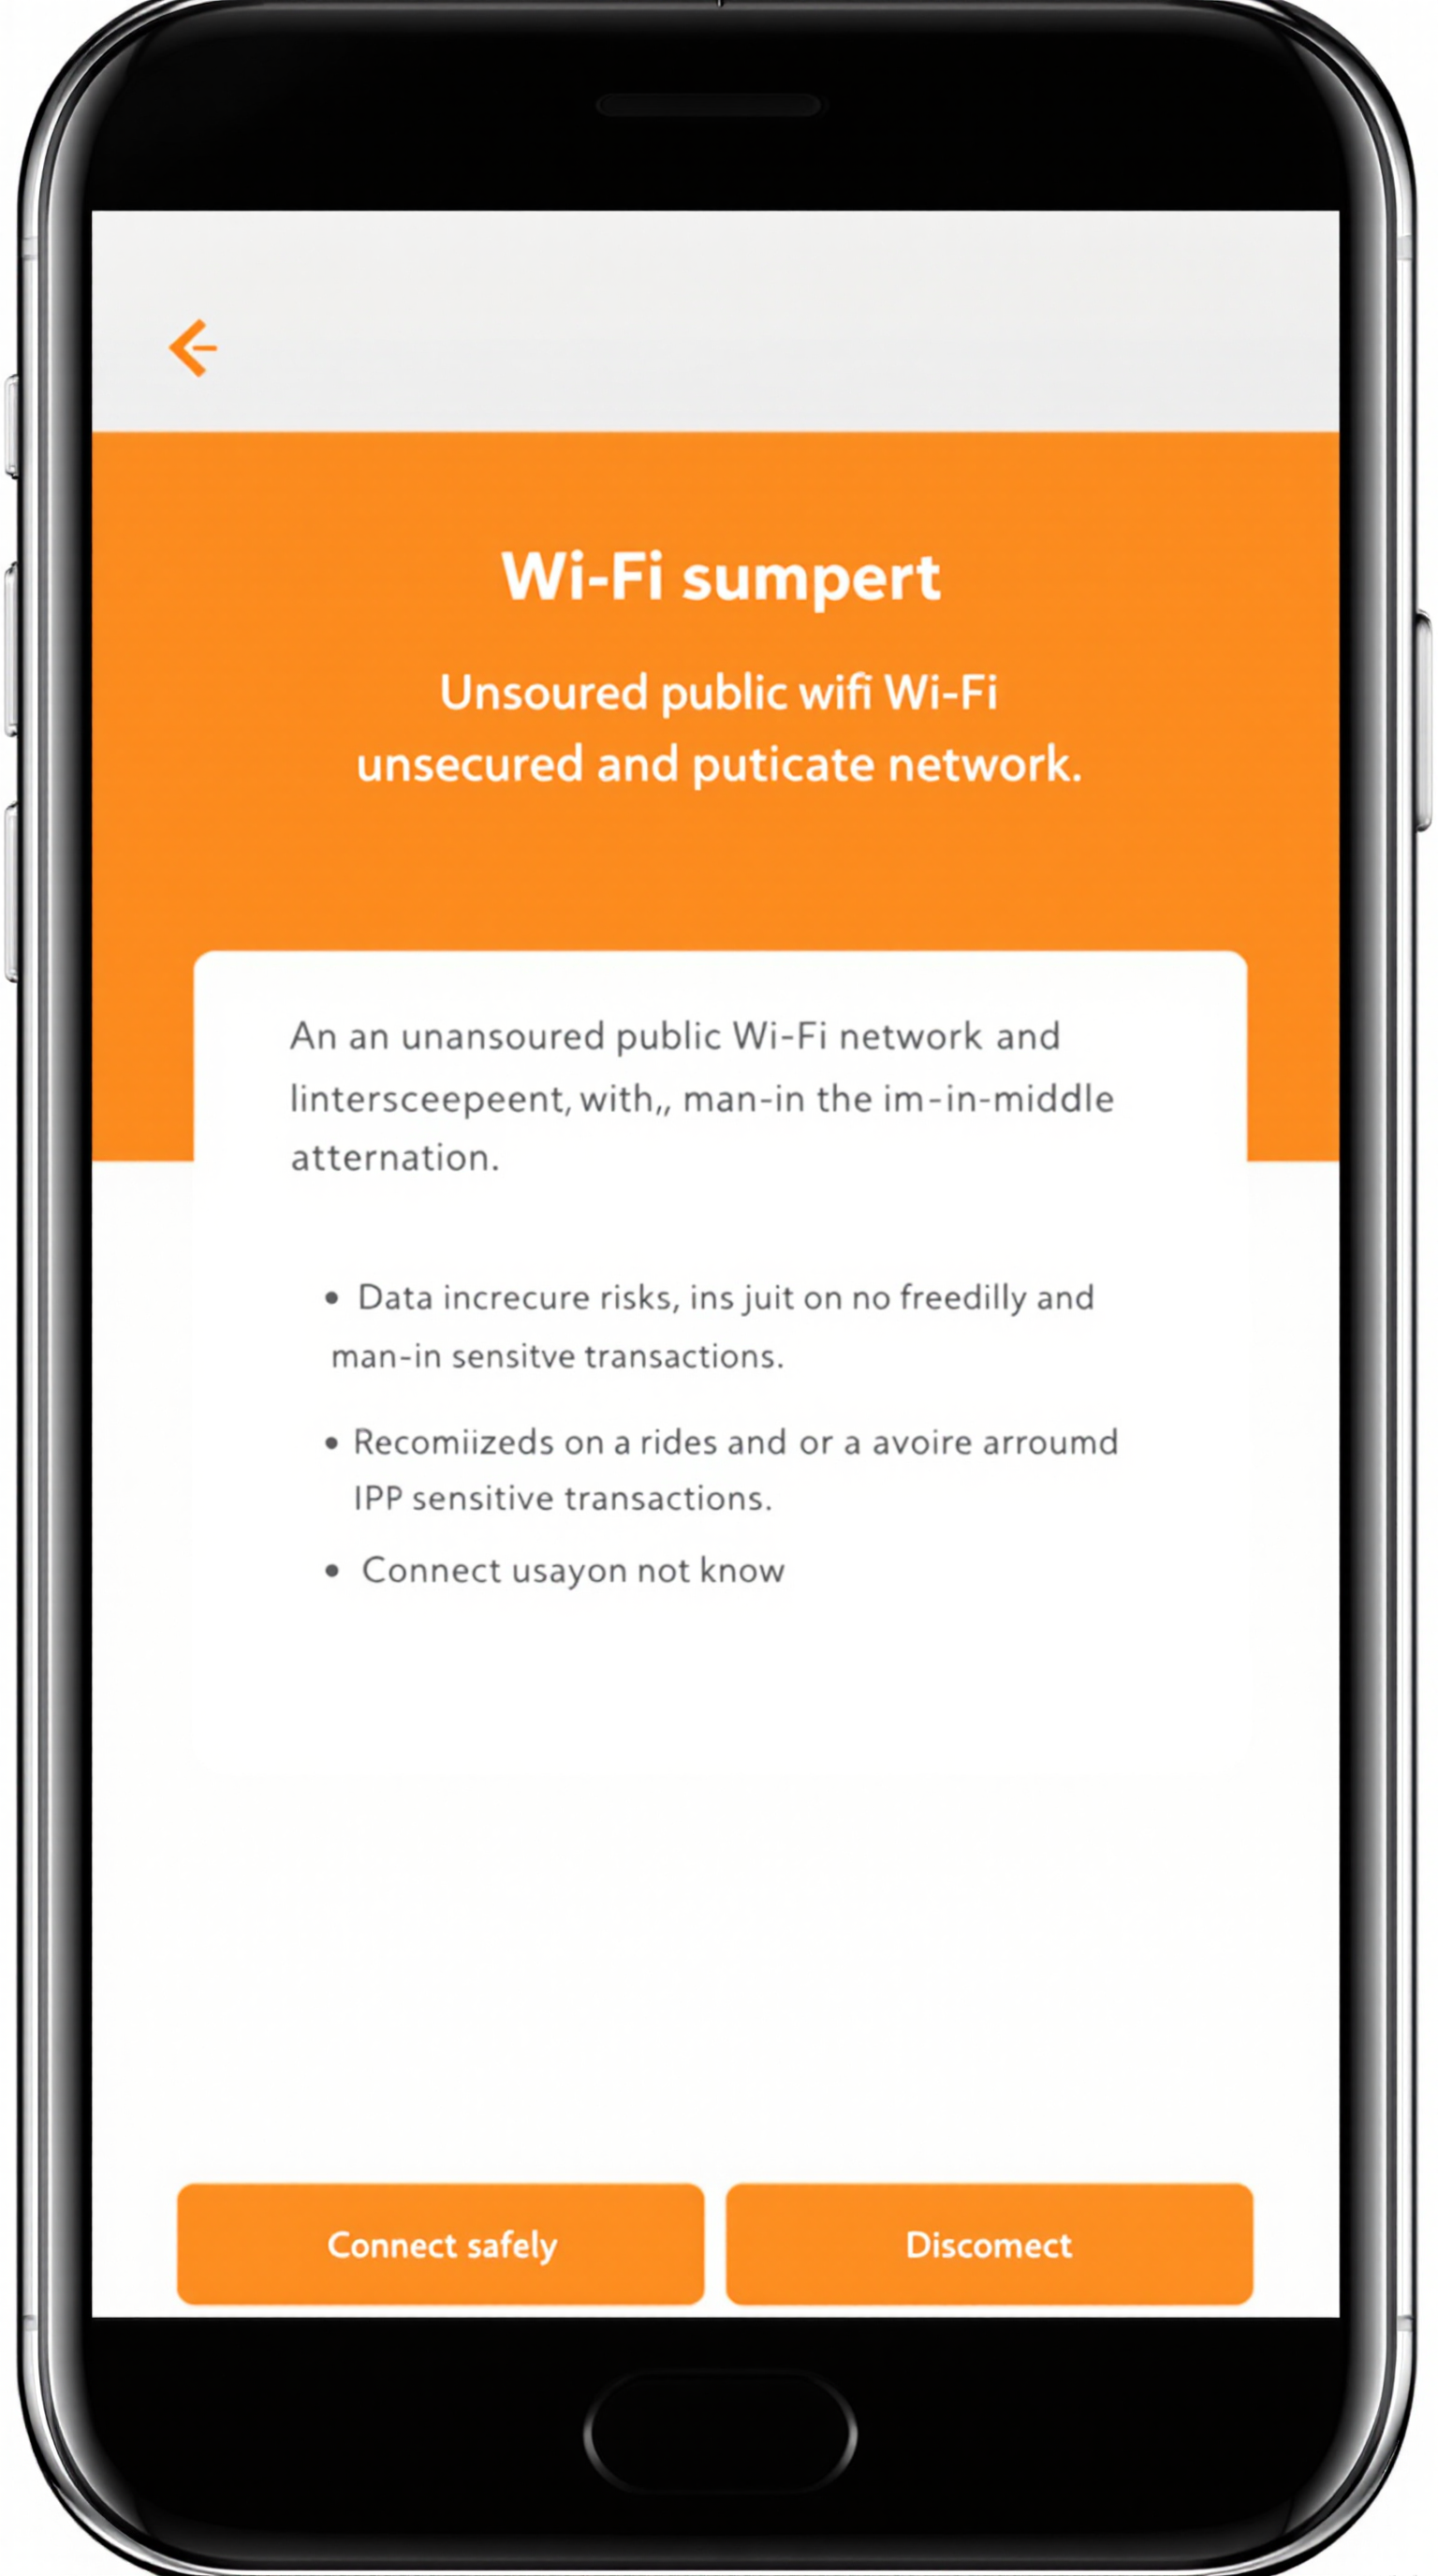 Wi-Fi sumpert
Unsoured public wifi Wi-Fi
unsecured and puticate network.
An an unansoured public Wi-Fi network and
lintersceepeent, with,, man-in the im-in-middle
atternation.
• Data increcure risks, ins juit on no freedilly and
man-in sensitve transactions.
• Recomiizeds on a rides and or a avoire arroumd
IPP sensitive transactions.
• Connect usayon not know
Connect safely
Discomect